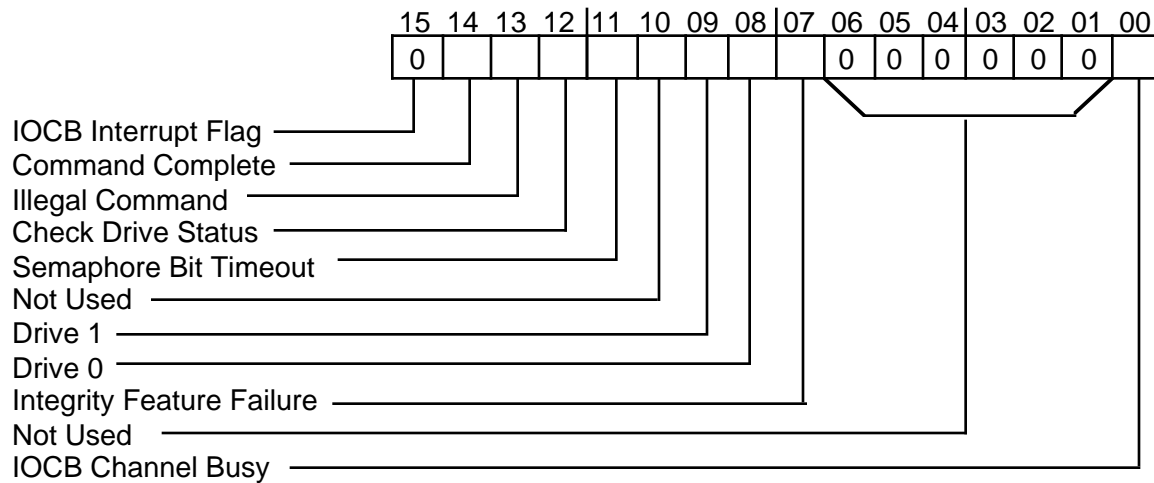 15 14 13 12 11 10 09 08 07 06 05 04 03 02 01 00
0 0 0 0 0 0 0
IOCB Interrupt Flag
Command Complete
Illegal Command
Check Drive Status
Semaphore Bit Timeout
Not Used
Drive 1
Drive 0
Integrity Feature Failure
Not Used
IOCB Channel Busy